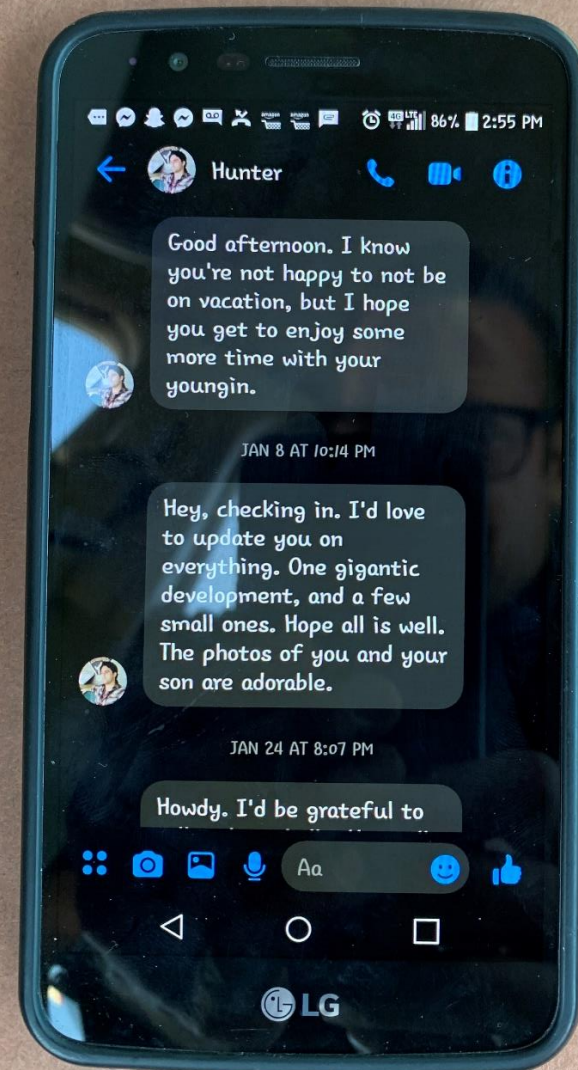 4G LTE 86% 2:55 PM
Hunter
Good afternoon. I know
you're not happy to not be
on vacation, but I hope
you get to enjoy some
more time with your
youngin.
JAN 8 AT 10:14 PM
Hey, checking in. I'd love
to update you on
everything. One gigantic
development, and a few
small ones. Hope all is well.
The photos of you and your
son are adorable.
JAN 24 AT 8:07 PM
Howdy. I'd be grateful to
Aa
LG